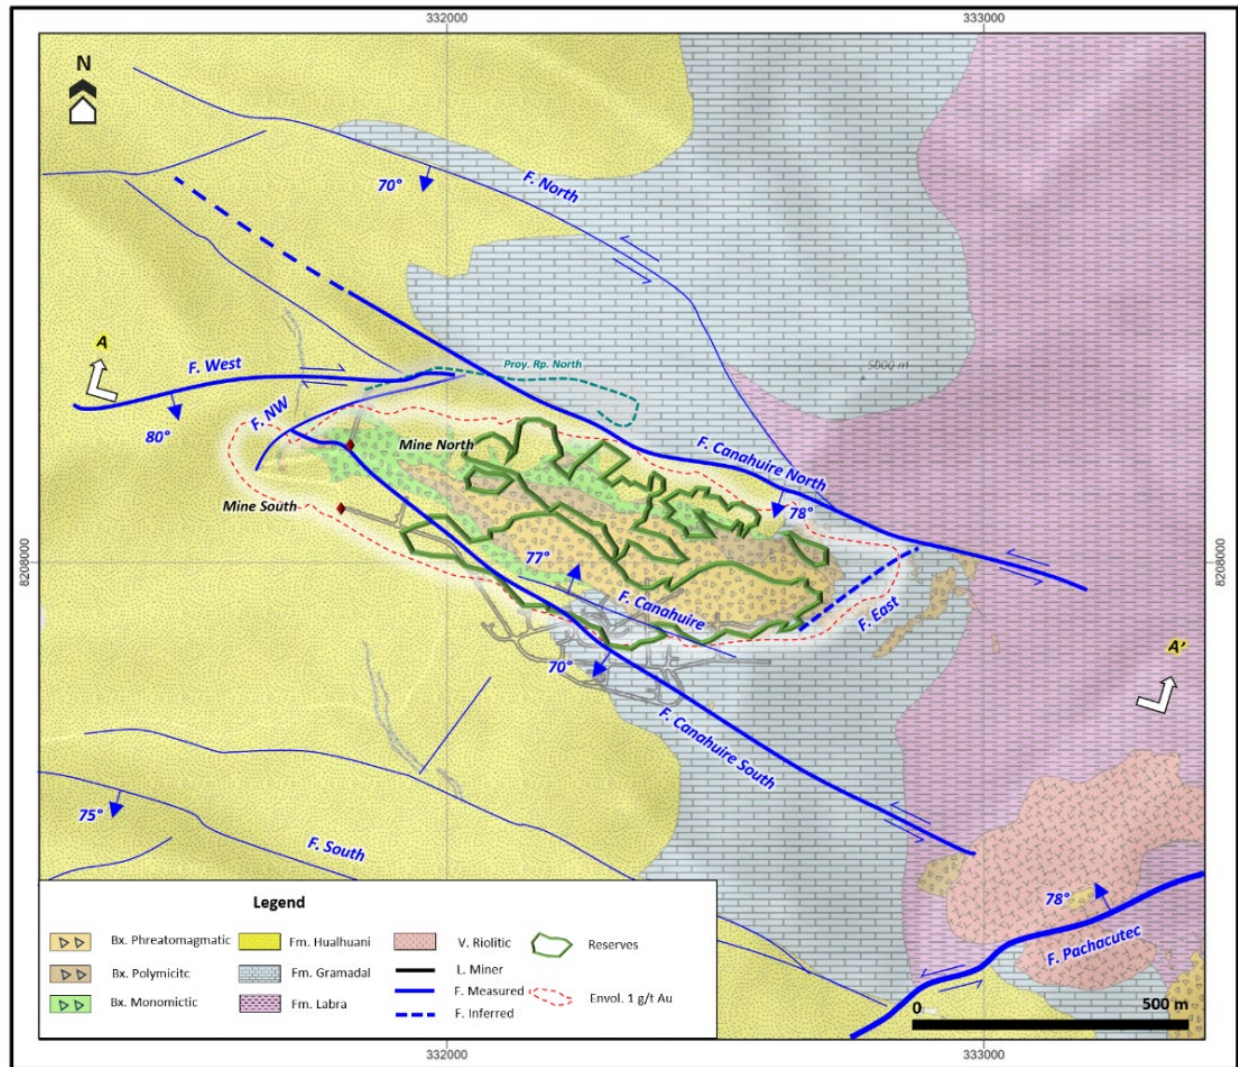 332000
333000
N
70°
F. North
A
F. West
5000 m
Proy. Rp. North
F. NW
80°
Mine North
F. Canahuire North
Mine South
78°
8208000
8208000
77°
F. Canahuire
F. East
A'
70°
F. Canahuire South
75°
F. South
78°
F. Pachacutec
Legend
Bx. Phreatomagmatic
Fm. Hualhuani
V. Riolitic
Reserves
Bx. Polymicitc
Fm. Gramadal
L. Miner
F. Measured
Bx. Monomictic
Fm. Labra
F. Inferred
Envol. 1 g/t Au
0
500 m
332000
333000